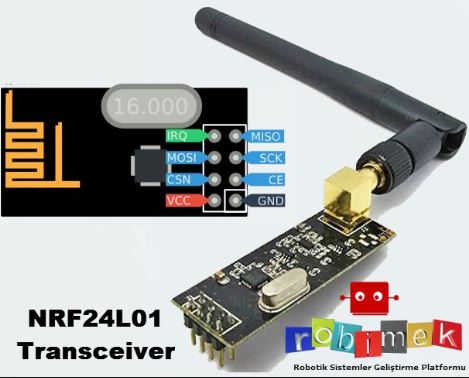 16.000
IRQ MISO
MOSI SCK
CSN CE
VCC GND
NRF24L01
Transceiver
robimek
Robotik Sistemler Geliştirme Platformu